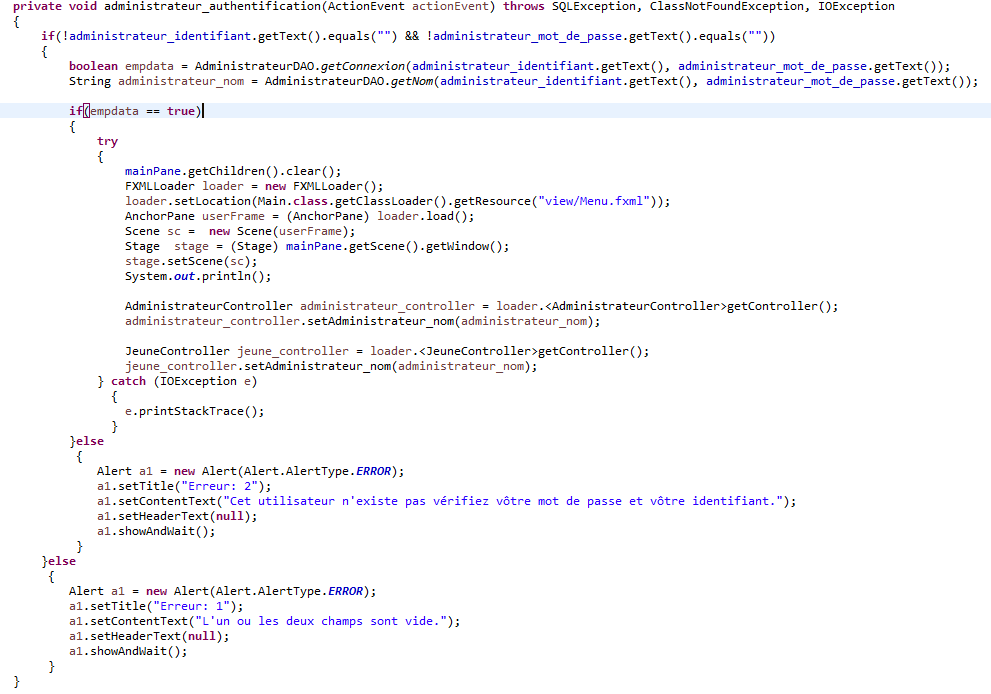 private void administrateur_authentification(ActionEvent actionEvent) throws SQLException, ClassNotFoundException, IOException
{
if(!administrateur_identifiant.getText().equals("") && !administrateur_mot_de_passe.getText().equals(""))
{
boolean empdata = AdministrateurDAO.getConnexion(administrateur_identifiant.getText(), administrateur_mot_de_passe.getText());
String administrateur_nom = AdministrateurDAO.getNom(administrateur_identifiant.getText(), administrateur_mot_de_passe.getText());
if(empdata == true)
{
try
{
mainPane.getChildren().clear();
FXMLLoader loader = new FXMLLoader();
loader.setLocation(Main.class.getClassLoader().getResource("view/Menu.fxml"));
AnchorPane userFrame = (AnchorPane) loader.load();
Scene sc =  new Scene(userFrame);
Stage  stage = (Stage) mainPane.getScene().getWindow();
stage.setScene(sc);
System.out.println();
AdministrateurController administrateur_controller = loader.<AdministrateurController>getController();
administrateur_controller.setAdministrateur_nom(administrateur_nom);
JeuneController jeune_controller = loader.<JeuneController>getController();
jeune_controller.setAdministrateur_nom(administrateur_nom);
} catch (IOException e)
{
e.printStackTrace();
}
}else
{
Alert a1 = new Alert(Alert.AlertType.ERROR);
a1.setTitle("Erreur: 2");
a1.setContentText("Cet utilisateur n'existe pas vérifiez vôtre mot de passe et vôtre identifiant.");
a1.setHeaderText(null);
a1.showAndWait();
}
}else
{
Alert a1 = new Alert(Alert.AlertType.ERROR);
a1.setTitle("Erreur: 1");
a1.setContentText("L'un ou les deux champs sont vide.");
a1.setHeaderText(null);
a1.showAndWait();
}
}